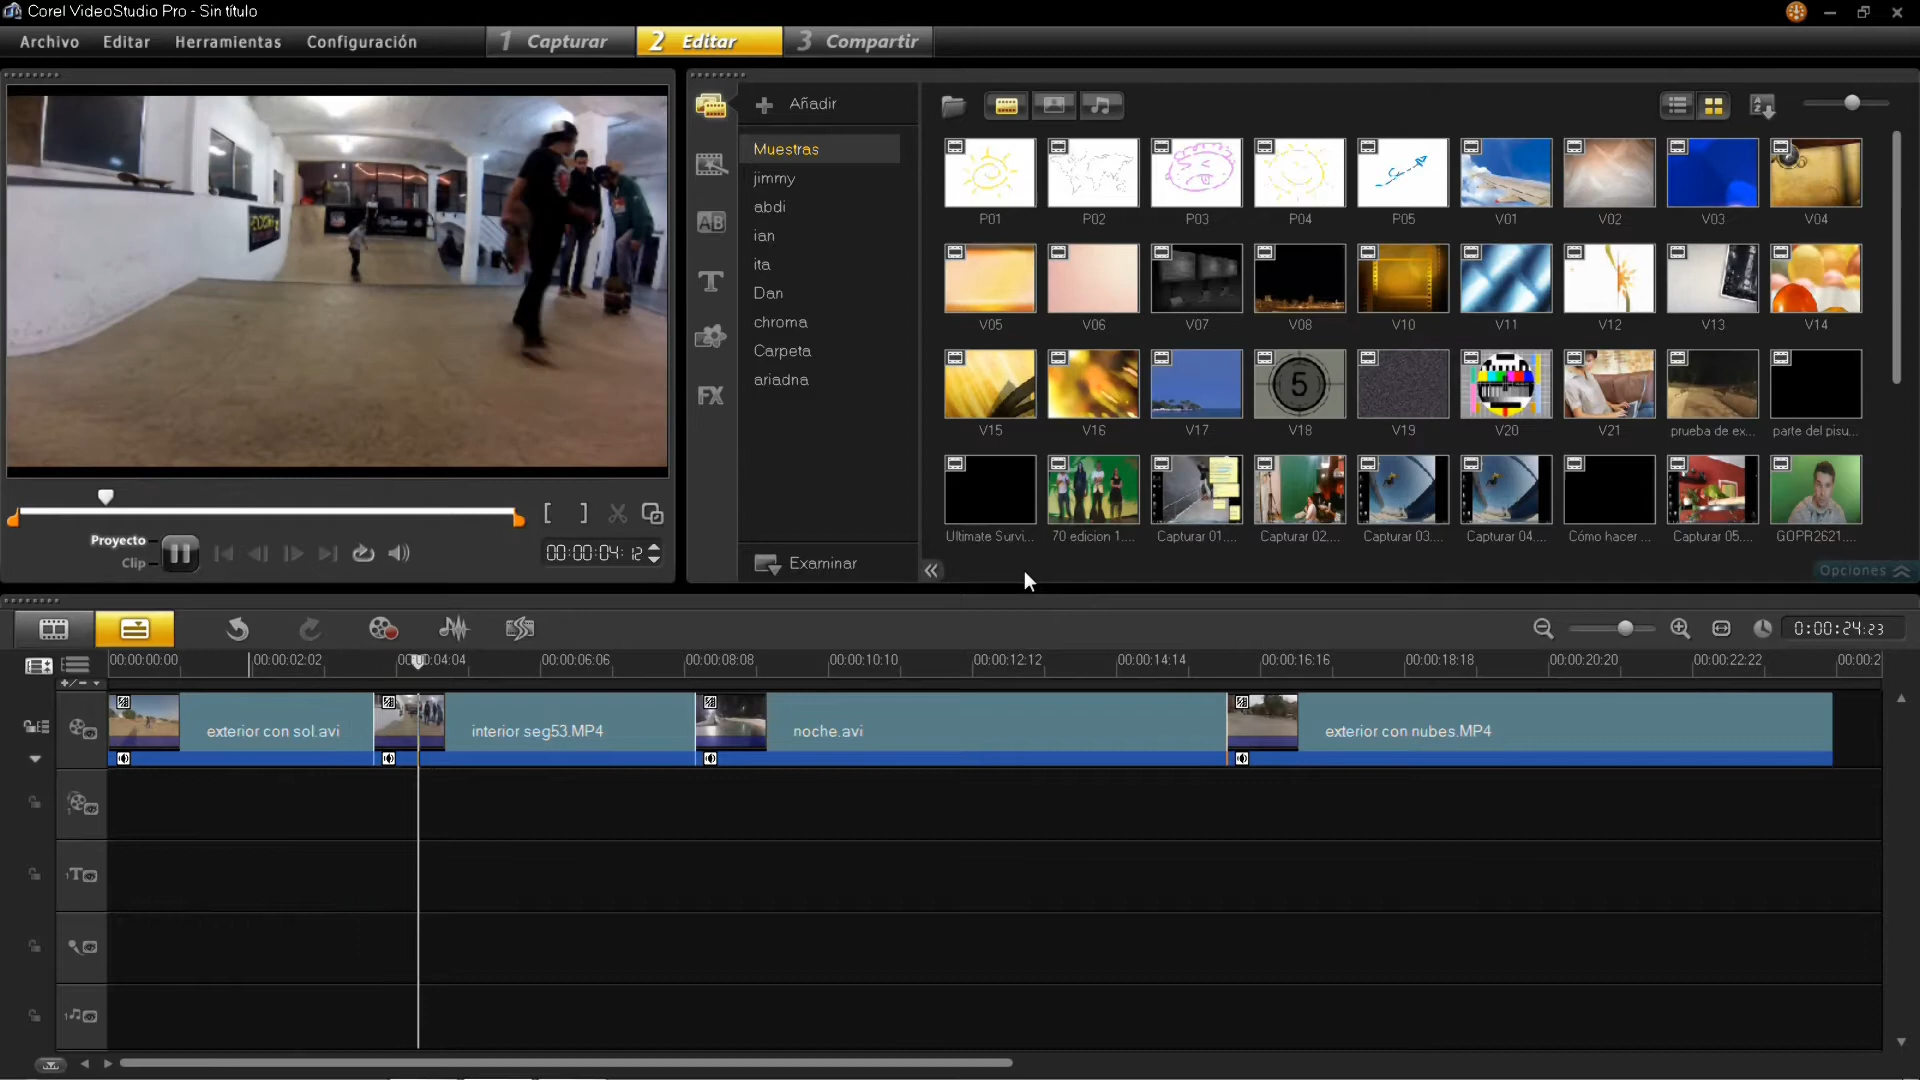 Corel VideoStudio Pro - Sin título
Archivo Editar Herramientas Configuración
1 Capturar 2 Editar 3 Compartir
Añadir
Muestras
jimmy
abdi
ian
ita
Dan
chroma
Carpeta
ariadna
Examinar
AB
T
FX
P01 P02 P03 P04 P05 V01 V02 V03 V04
V05 V06 V07 V08 V10 V11 V12 V13 V14
5
V15 V16 V17 V18 V19 V20 V21 prueba de ex... parte del pisu...
Ultimate Survi... 70 edicion 1.... Capturar 01.... Capturar 02.... Capturar 03.... Capturar 04.... Cómo hacer ... Capturar 05.... GOPR2621....
Opciones
Proyecto
Clip
[ ]
00:00:04:12
0:00:24:23
00:00:00:00 00:00:02:02 00:00:04:04 00:00:06:06 00:00:08:08 00:00:10:10 00:00:12:12 00:00:14:14 00:00:16:16 00:00:18:18 00:00:20:20 00:00:22:22 00:00:2
exterior con sol.avi interior seg53.MP4 noche.avi exterior con nubes.MP4
1T